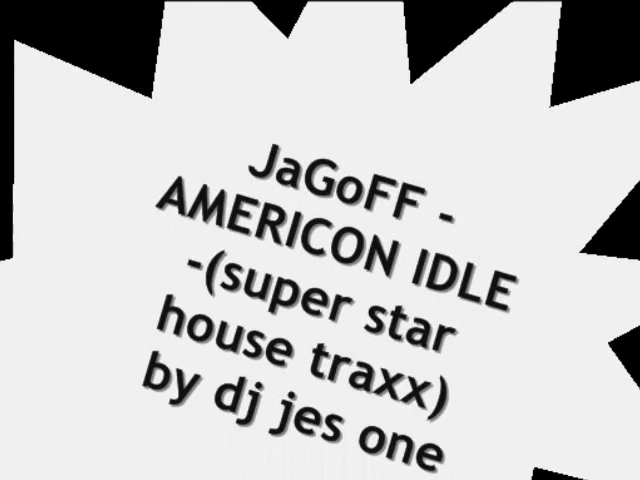 JaGoFF -
AMERICON IDLE
-(super star
house traxx)
by dj jes one